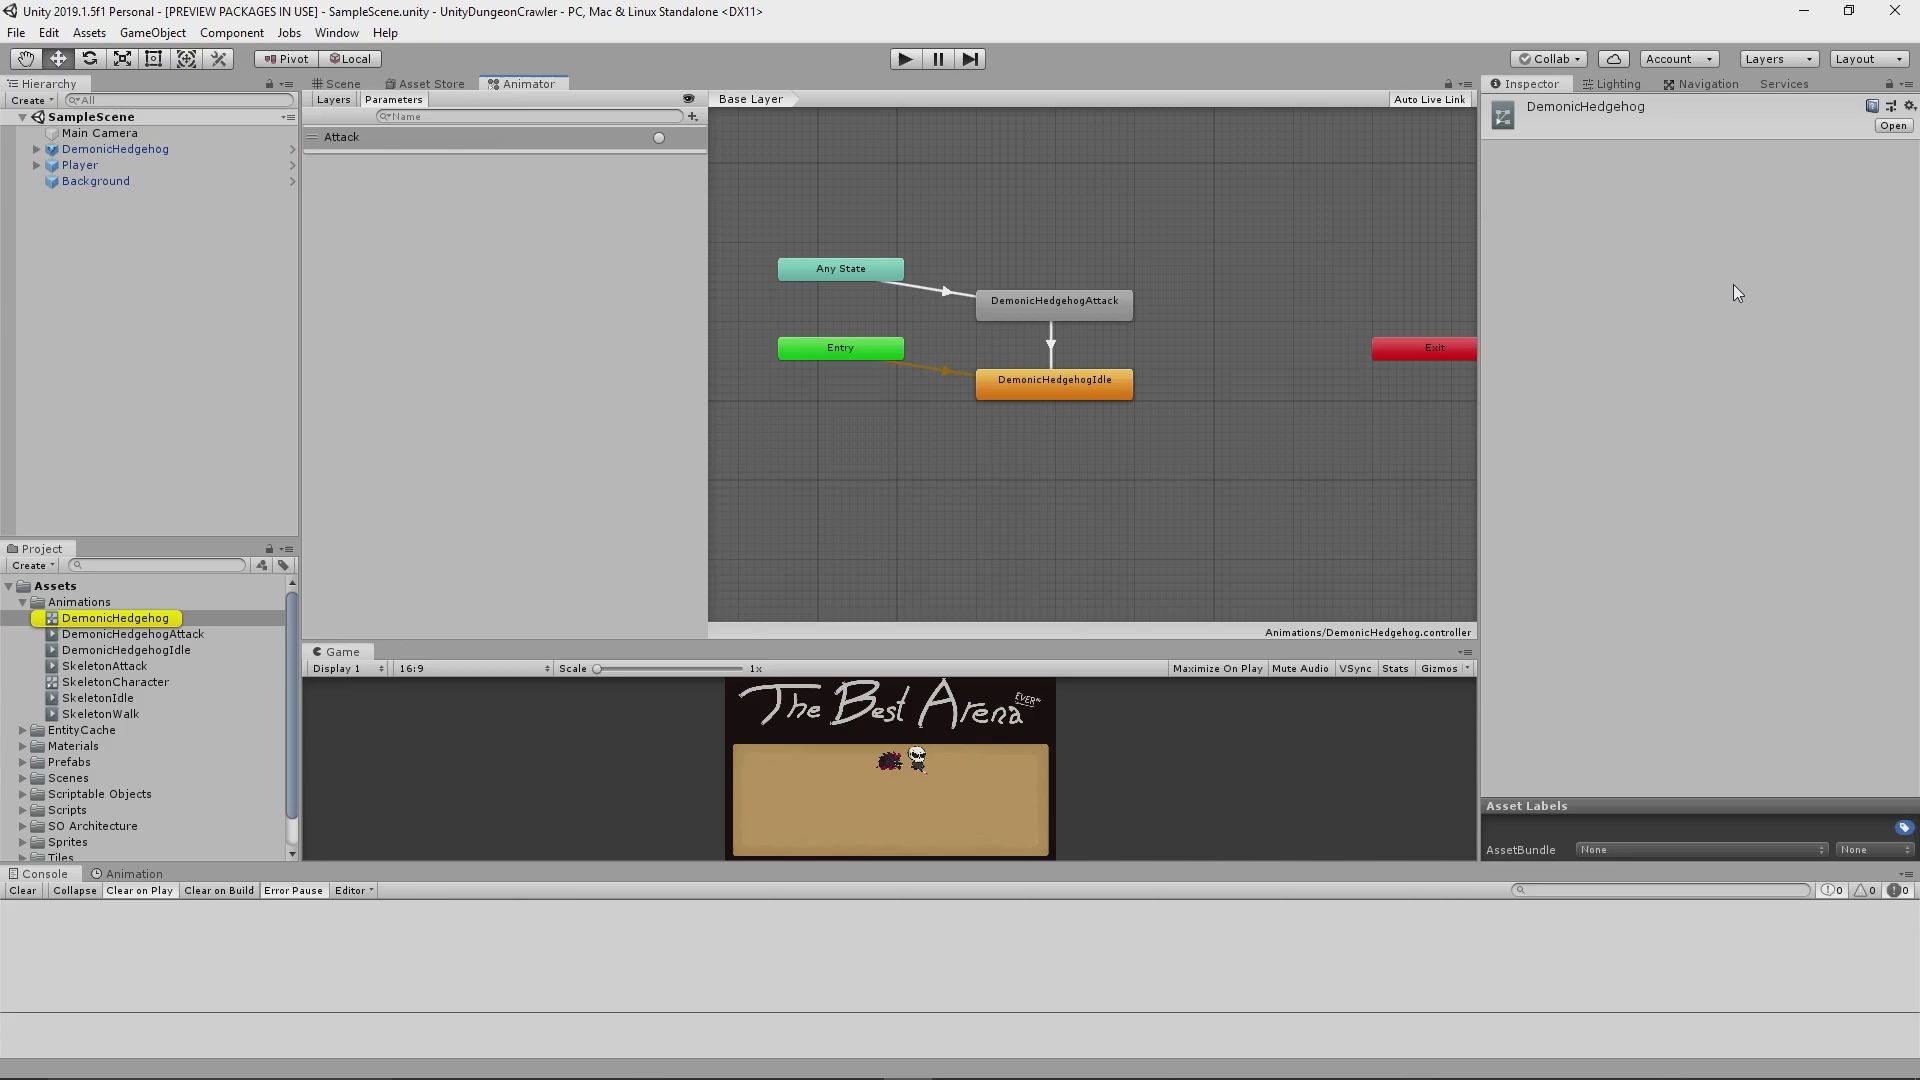 Unity 2019.1.5f1 Personal - [PREVIEW PACKAGES IN USE] - SampleScene.unity - UnityDungeonCrawler - PC, Mac & Linux Standalone <DX11>
File Edit Assets GameObject Component Jobs Window Help
Pivot Local Collab Account Layers Layout
Hierarchy Scene Asset Store Animator Inspector Lighting Navigation Services
Create All Layers Parameters Base Layer Auto Live Link
SampleScene
Main Camera
DemonicHedgehog
Player
Background
Name
Attack
Any State
DemonicHedgehogAttack
Entry
DemonicHedgehogIdle
Exit
Animations/DemonicHedgehog.controller
DemonicHedgehog
Open
Project
Create
Assets
Animations
DemonicHedgehog
DemonicHedgehogAttack
DemonicHedgehogIdle
SkeletonAttack
SkeletonCharacter
SkeletonIdle
SkeletonWalk
EntityCache
Materials
Prefabs
Scenes
Scriptable Objects
Scripts
SO Architecture
Sprites
Tiles
Game
Display 1 16:9 Scale 1x Maximize On Play Mute Audio VSync Stats Gizmos
The Best Arena EVER
Asset Labels
AssetBundle None None
Console Animation
Clear Collapse Clear on Play Clear on Build Error Pause Editor 0 0 0